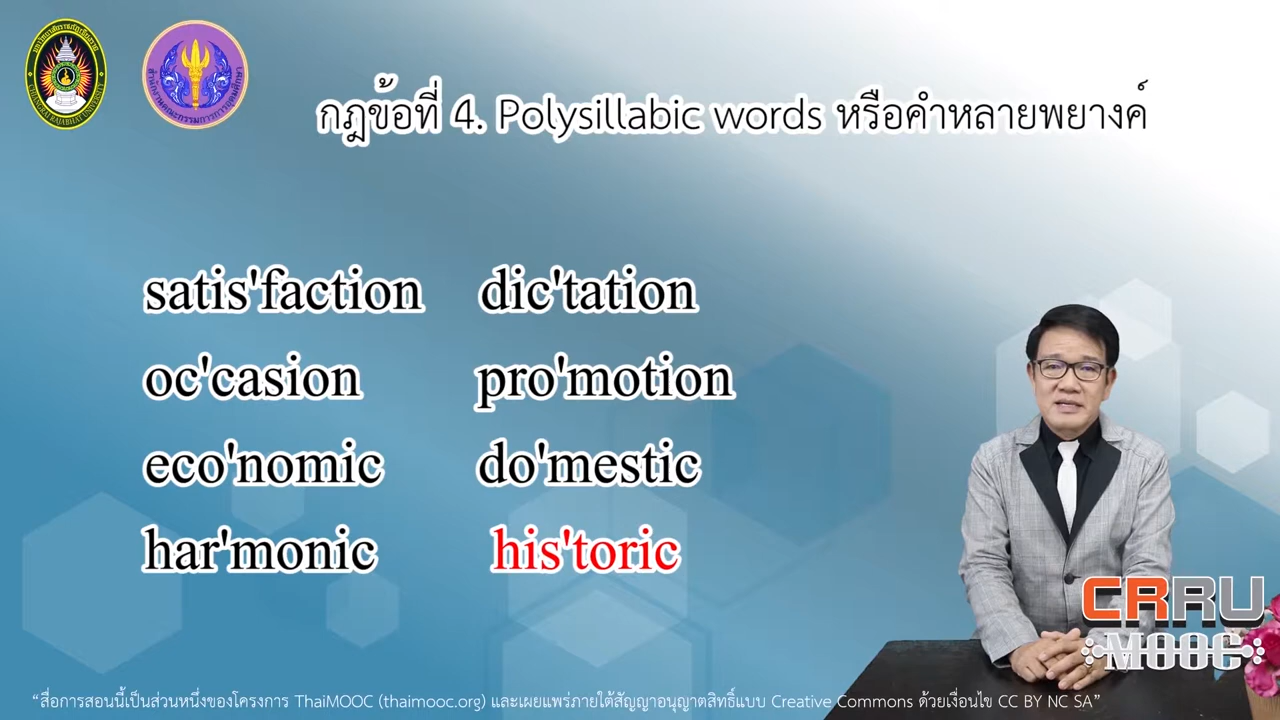 กฎข้อที่ 4. Polysillabic words หรือคำหลายพยางค์
satis'faction dic'tation
oc'casion pro'motion
eco'nomic do'mestic
har'monic his'toric
CRRU
MOOC
“สื่อการสอนนี้เป็นส่วนหนึ่งของโครงการ ThaiMOOC (thaimooc.org) และเผยแพร่ภายใต้สัญญาอนุญาตสิทธิ์แบบ Creative Commons ด้วยเงื่อนไข CC BY NC SA”